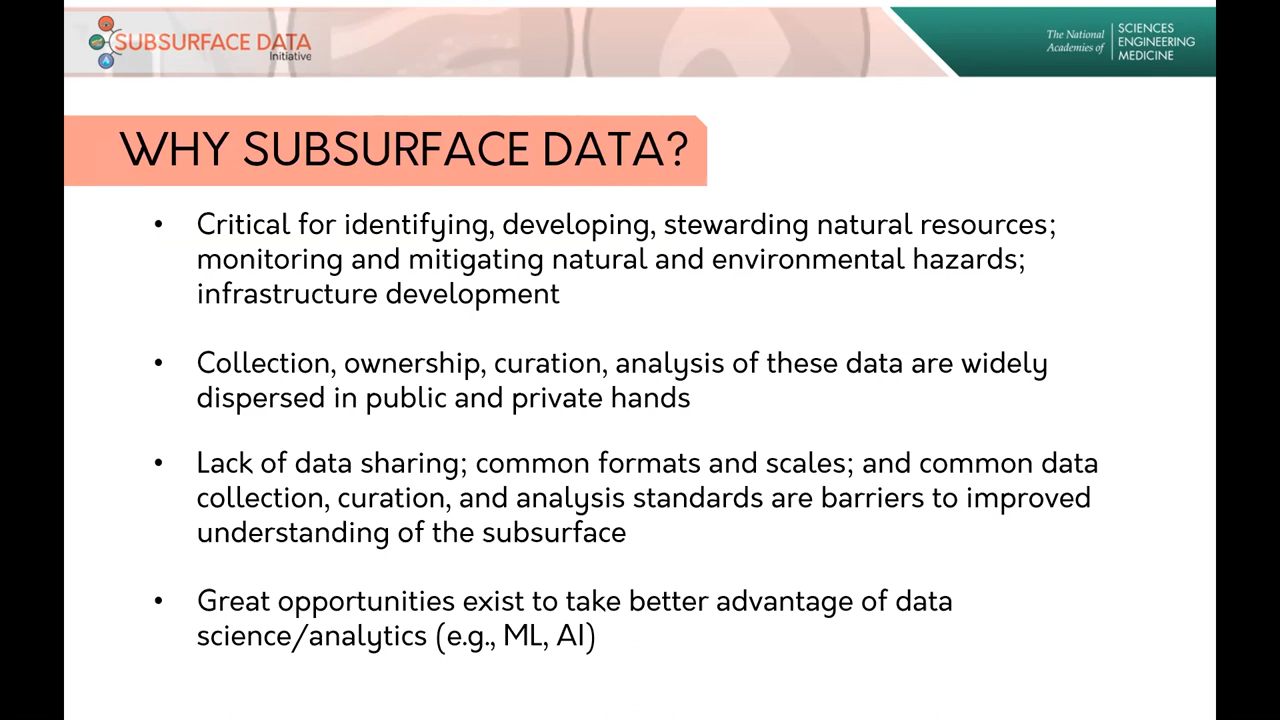 SUBSURFACE DATA
Initiative
The National
Academies of
SCIENCES
ENGINEERING
MEDICINE
WHY SUBSURFACE DATA?
• Critical for identifying, developing, stewarding natural resources;
monitoring and mitigating natural and environmental hazards;
infrastructure development
• Collection, ownership, curation, analysis of these data are widely
dispersed in public and private hands
• Lack of data sharing; common formats and scales; and common data
collection, curation, and analysis standards are barriers to improved
understanding of the subsurface
• Great opportunities exist to take better advantage of data
science/analytics (e.g., ML, AI)